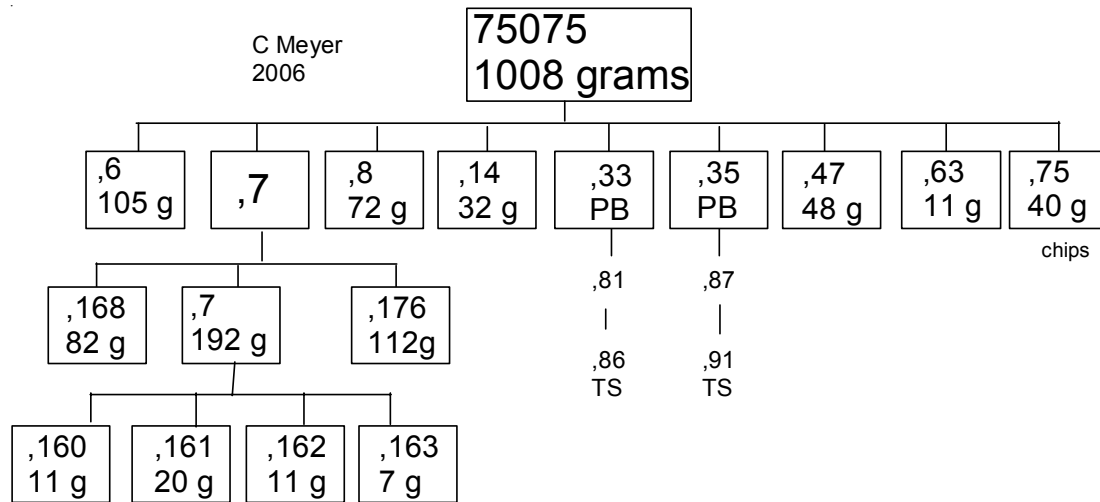 C Meyer
2006
75075
1008 grams
,6
105 g
,7
,8
72 g
,14
32 g
,33
PB
,35
PB
,47
48 g
,63
11 g
,75
40 g
chips
,168
82 g
,7
192 g
,176
112g
,81
,86
TS
,87
,91
TS
,160
11 g
,161
20 g
,162
11 g
,163
7 g